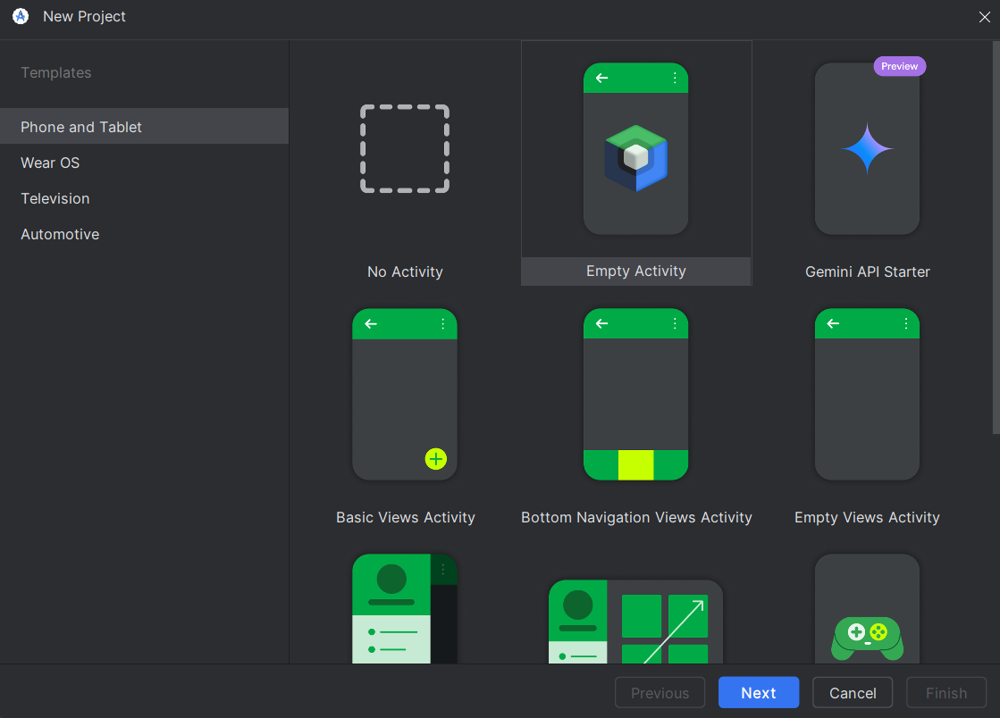 New Project
Templates
Phone and Tablet
Wear OS
Television
Automotive
Preview
No Activity
Empty Activity
Gemini API Starter
Basic Views Activity
Bottom Navigation Views Activity
Empty Views Activity
Previous
Next
Cancel
Finish